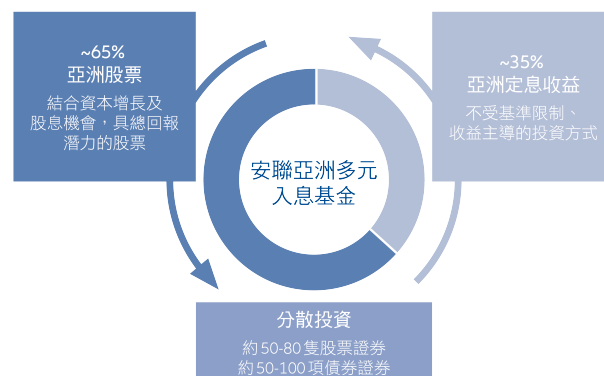 ~65%
亞洲股票
結合資本增長及
股息機會，具總回報
潛力的股票
~35%
亞洲定息收益
不受基準限制、
收益主導的投資方式
安聯亞洲多元
入息基金
分散投資
約50-80隻股票證券
約50-100項債券證券